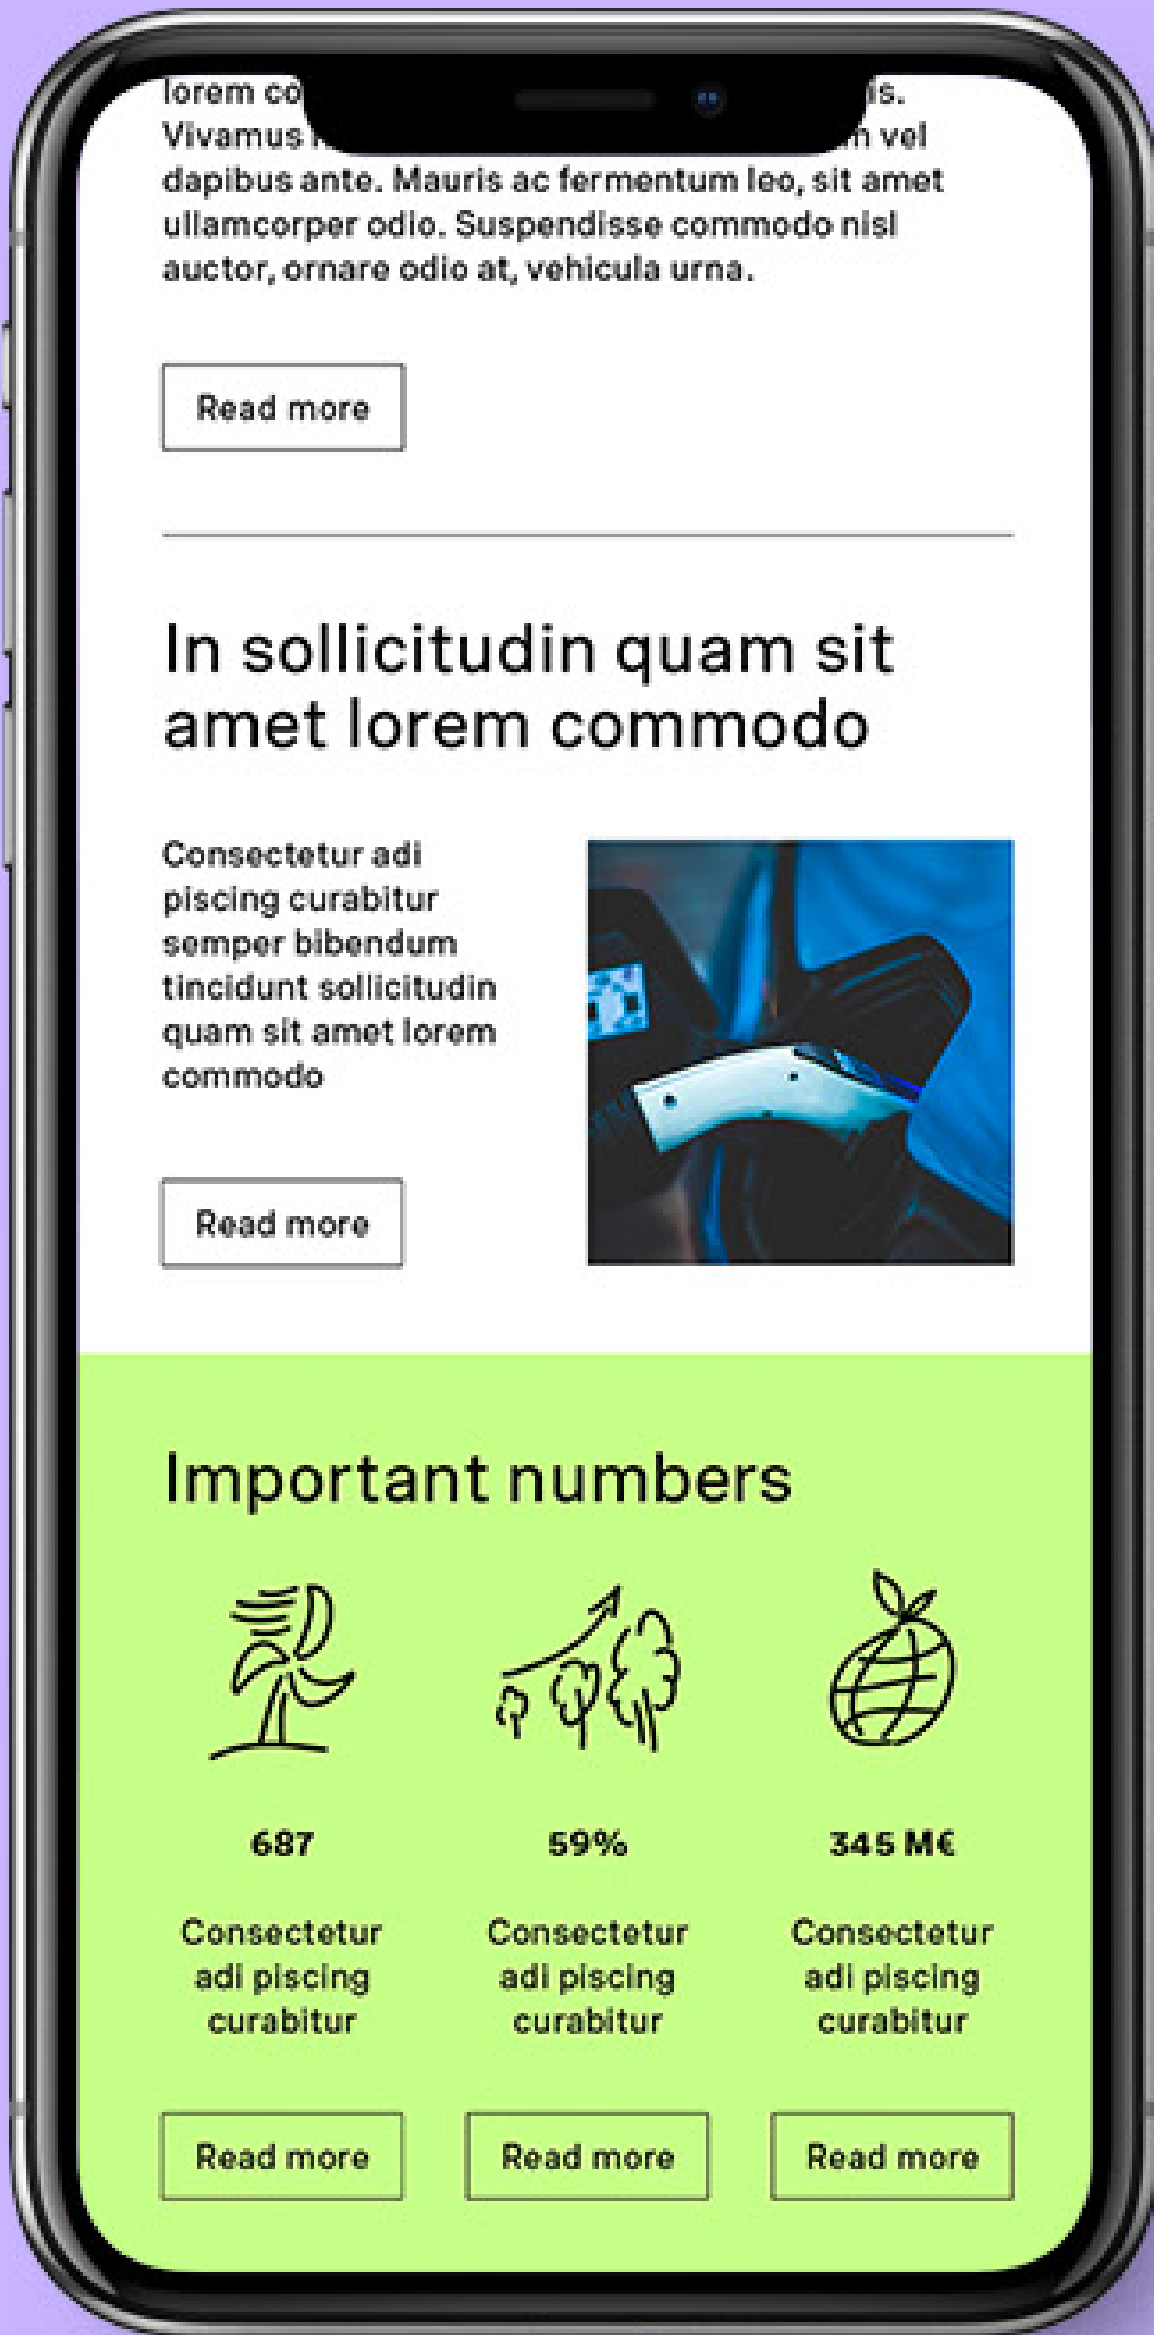 lorem co is.
Vivamus vel
dapibus ante. Mauris ac fermentum leo, sit amet
ullamcorper odio. Suspendisse commodo nisl
auctor, ornare odio at, vehicula urna.
Read more
In sollicitudin quam sit
amet lorem commodo
Consectetur adi
piscing curabitur
semper bibendum
tincidunt sollicitudin
quam sit amet lorem
commodo
Read more
Important numbers
687 59% 345 M€
Consectetur Consectetur Consectetur
adi piscing adi piscing adi piscing
curabitur curabitur curabitur
Read more Read more Read more